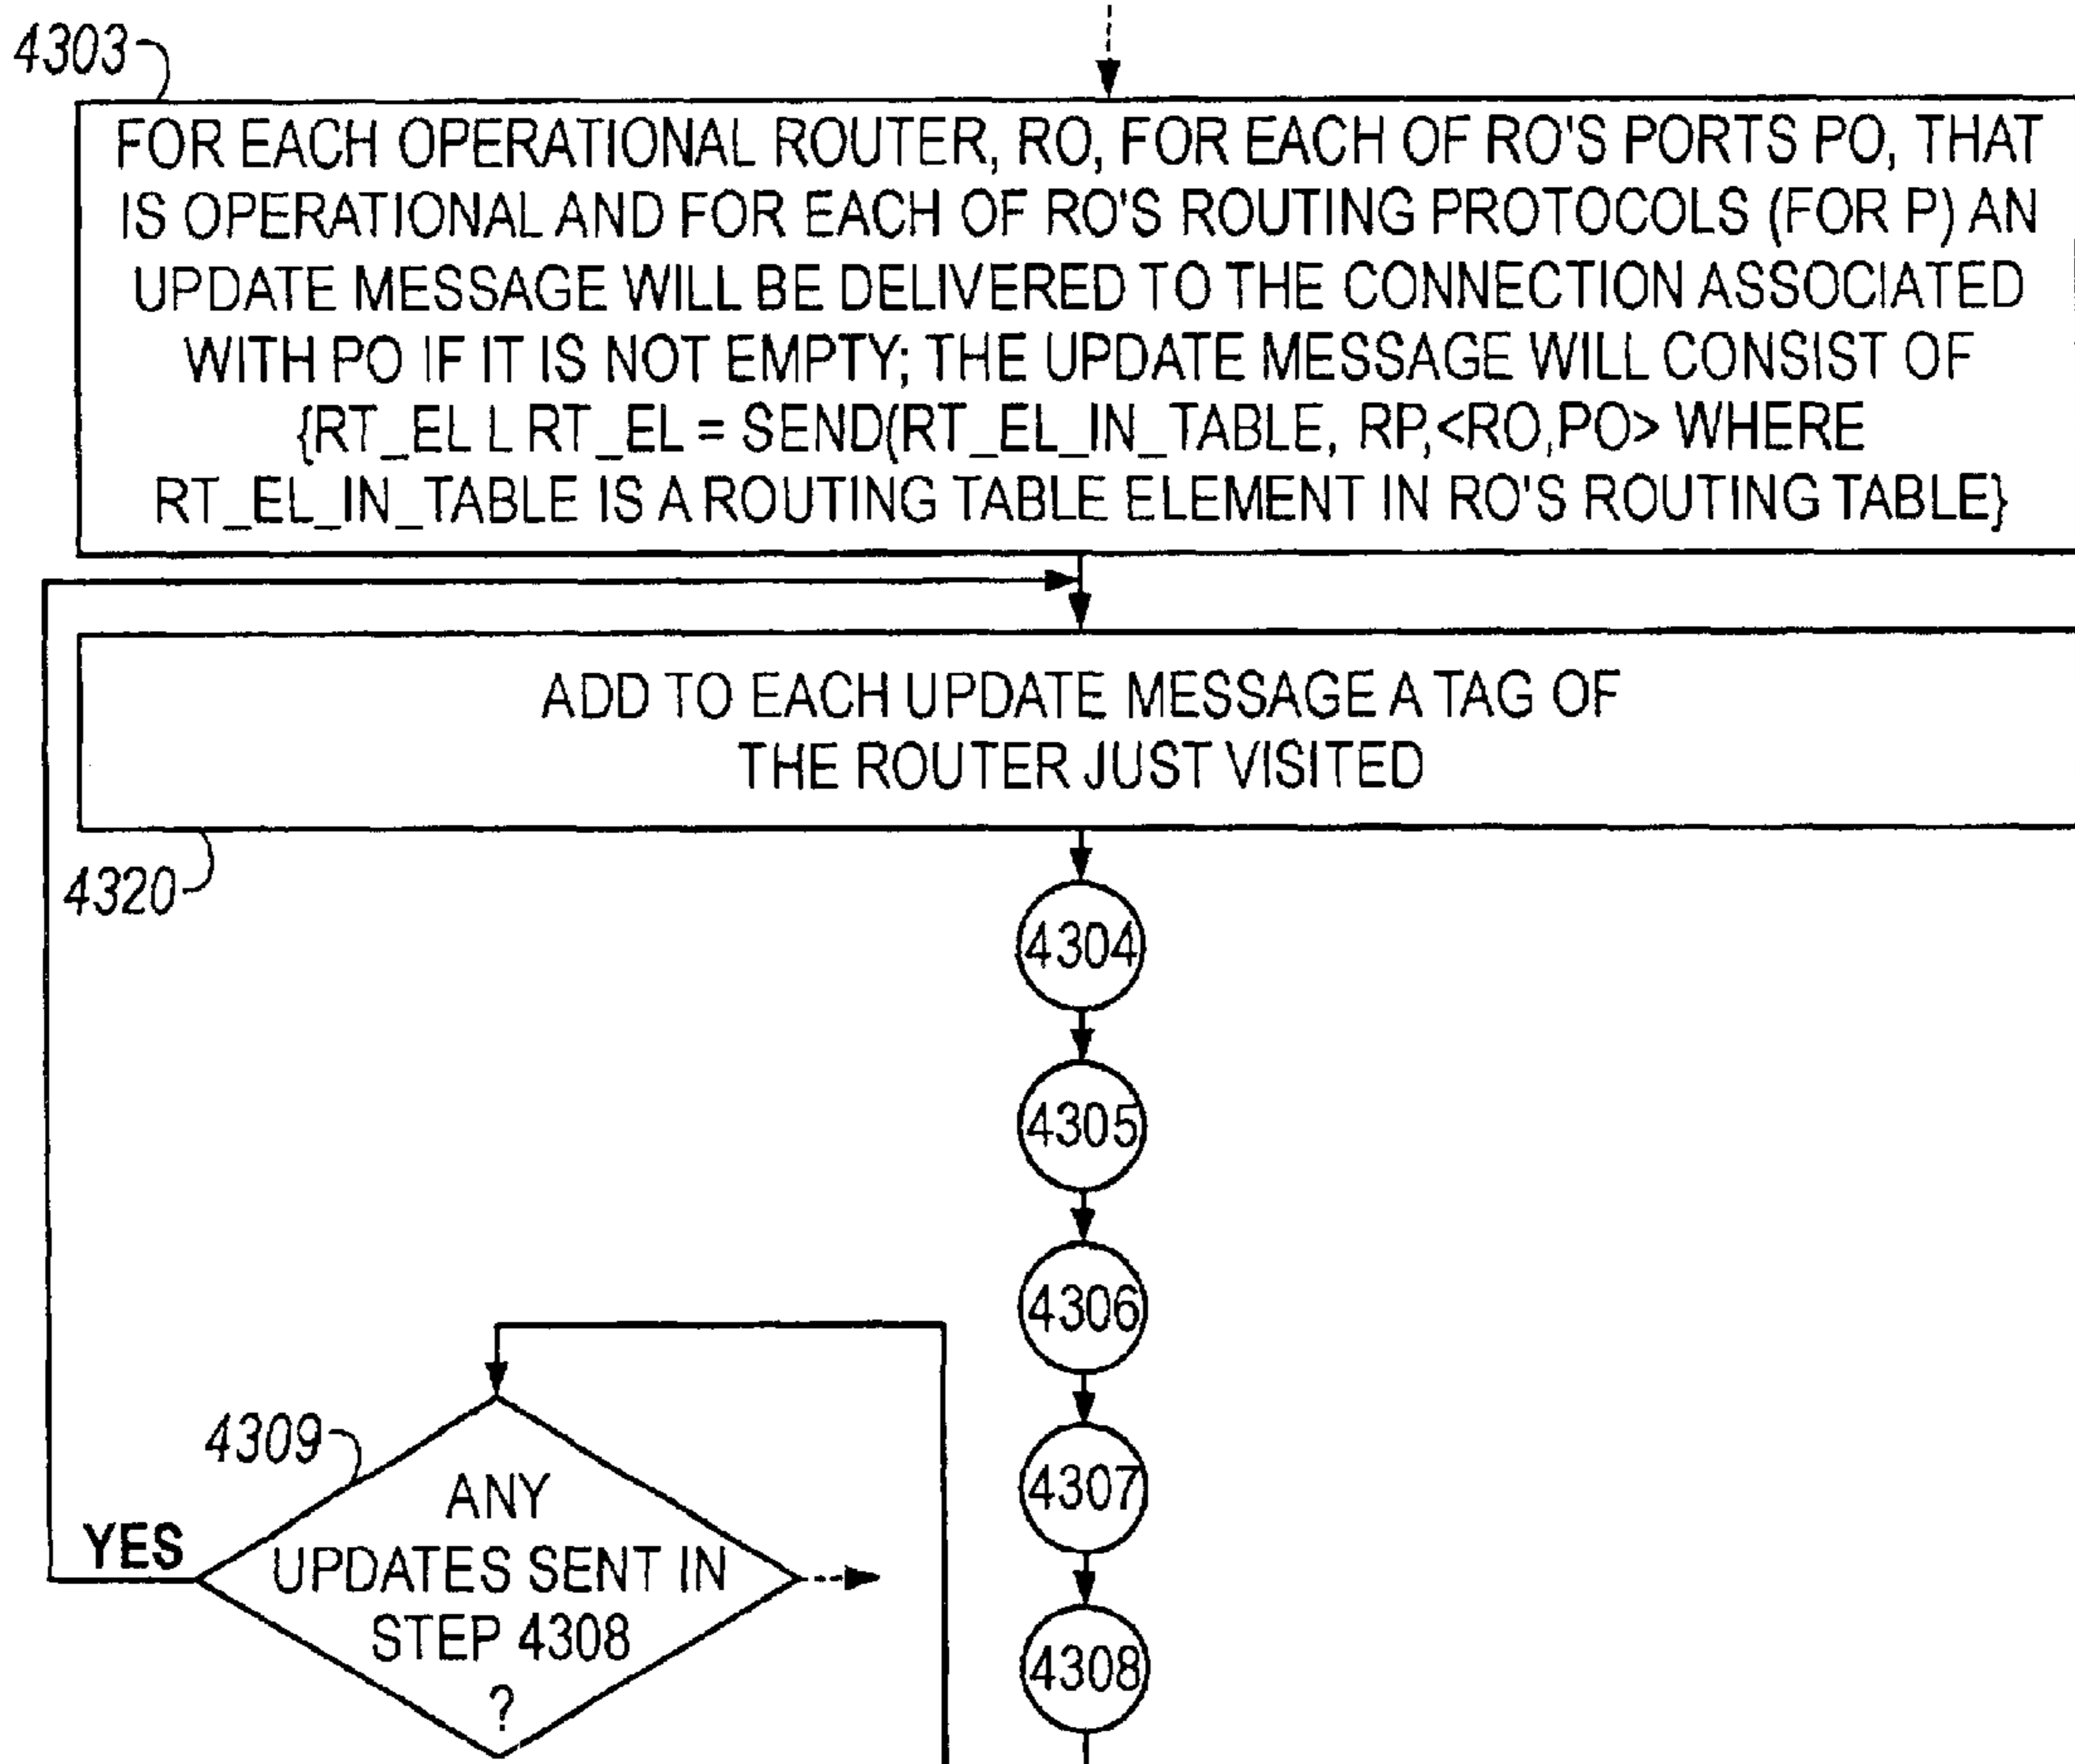 4303
FOR EACH OPERATIONAL ROUTER, RO, FOR EACH OF RO'S PORTS PO, THAT
IS OPERATIONAL AND FOR EACH OF RO'S ROUTING PROTOCOLS (FOR P) AN
UPDATE MESSAGE WILL BE DELIVERED TO THE CONNECTION ASSOCIATED
WITH PO IF IT IS NOT EMPTY; THE UPDATE MESSAGE WILL CONSIST OF
{RT_EL L RT_EL = SEND(RT_EL_IN_TABLE, RP,<RO,PO> WHERE
RT_EL_IN_TABLE IS A ROUTING TABLE ELEMENT IN RO'S ROUTING TABLE}
ADD TO EACH UPDATE MESSAGE A TAG OF
THE ROUTER JUST VISITED
4320
4304
4305
4306
4307
4308
4309
ANY
UPDATES SENT IN
STEP 4308
?
YES